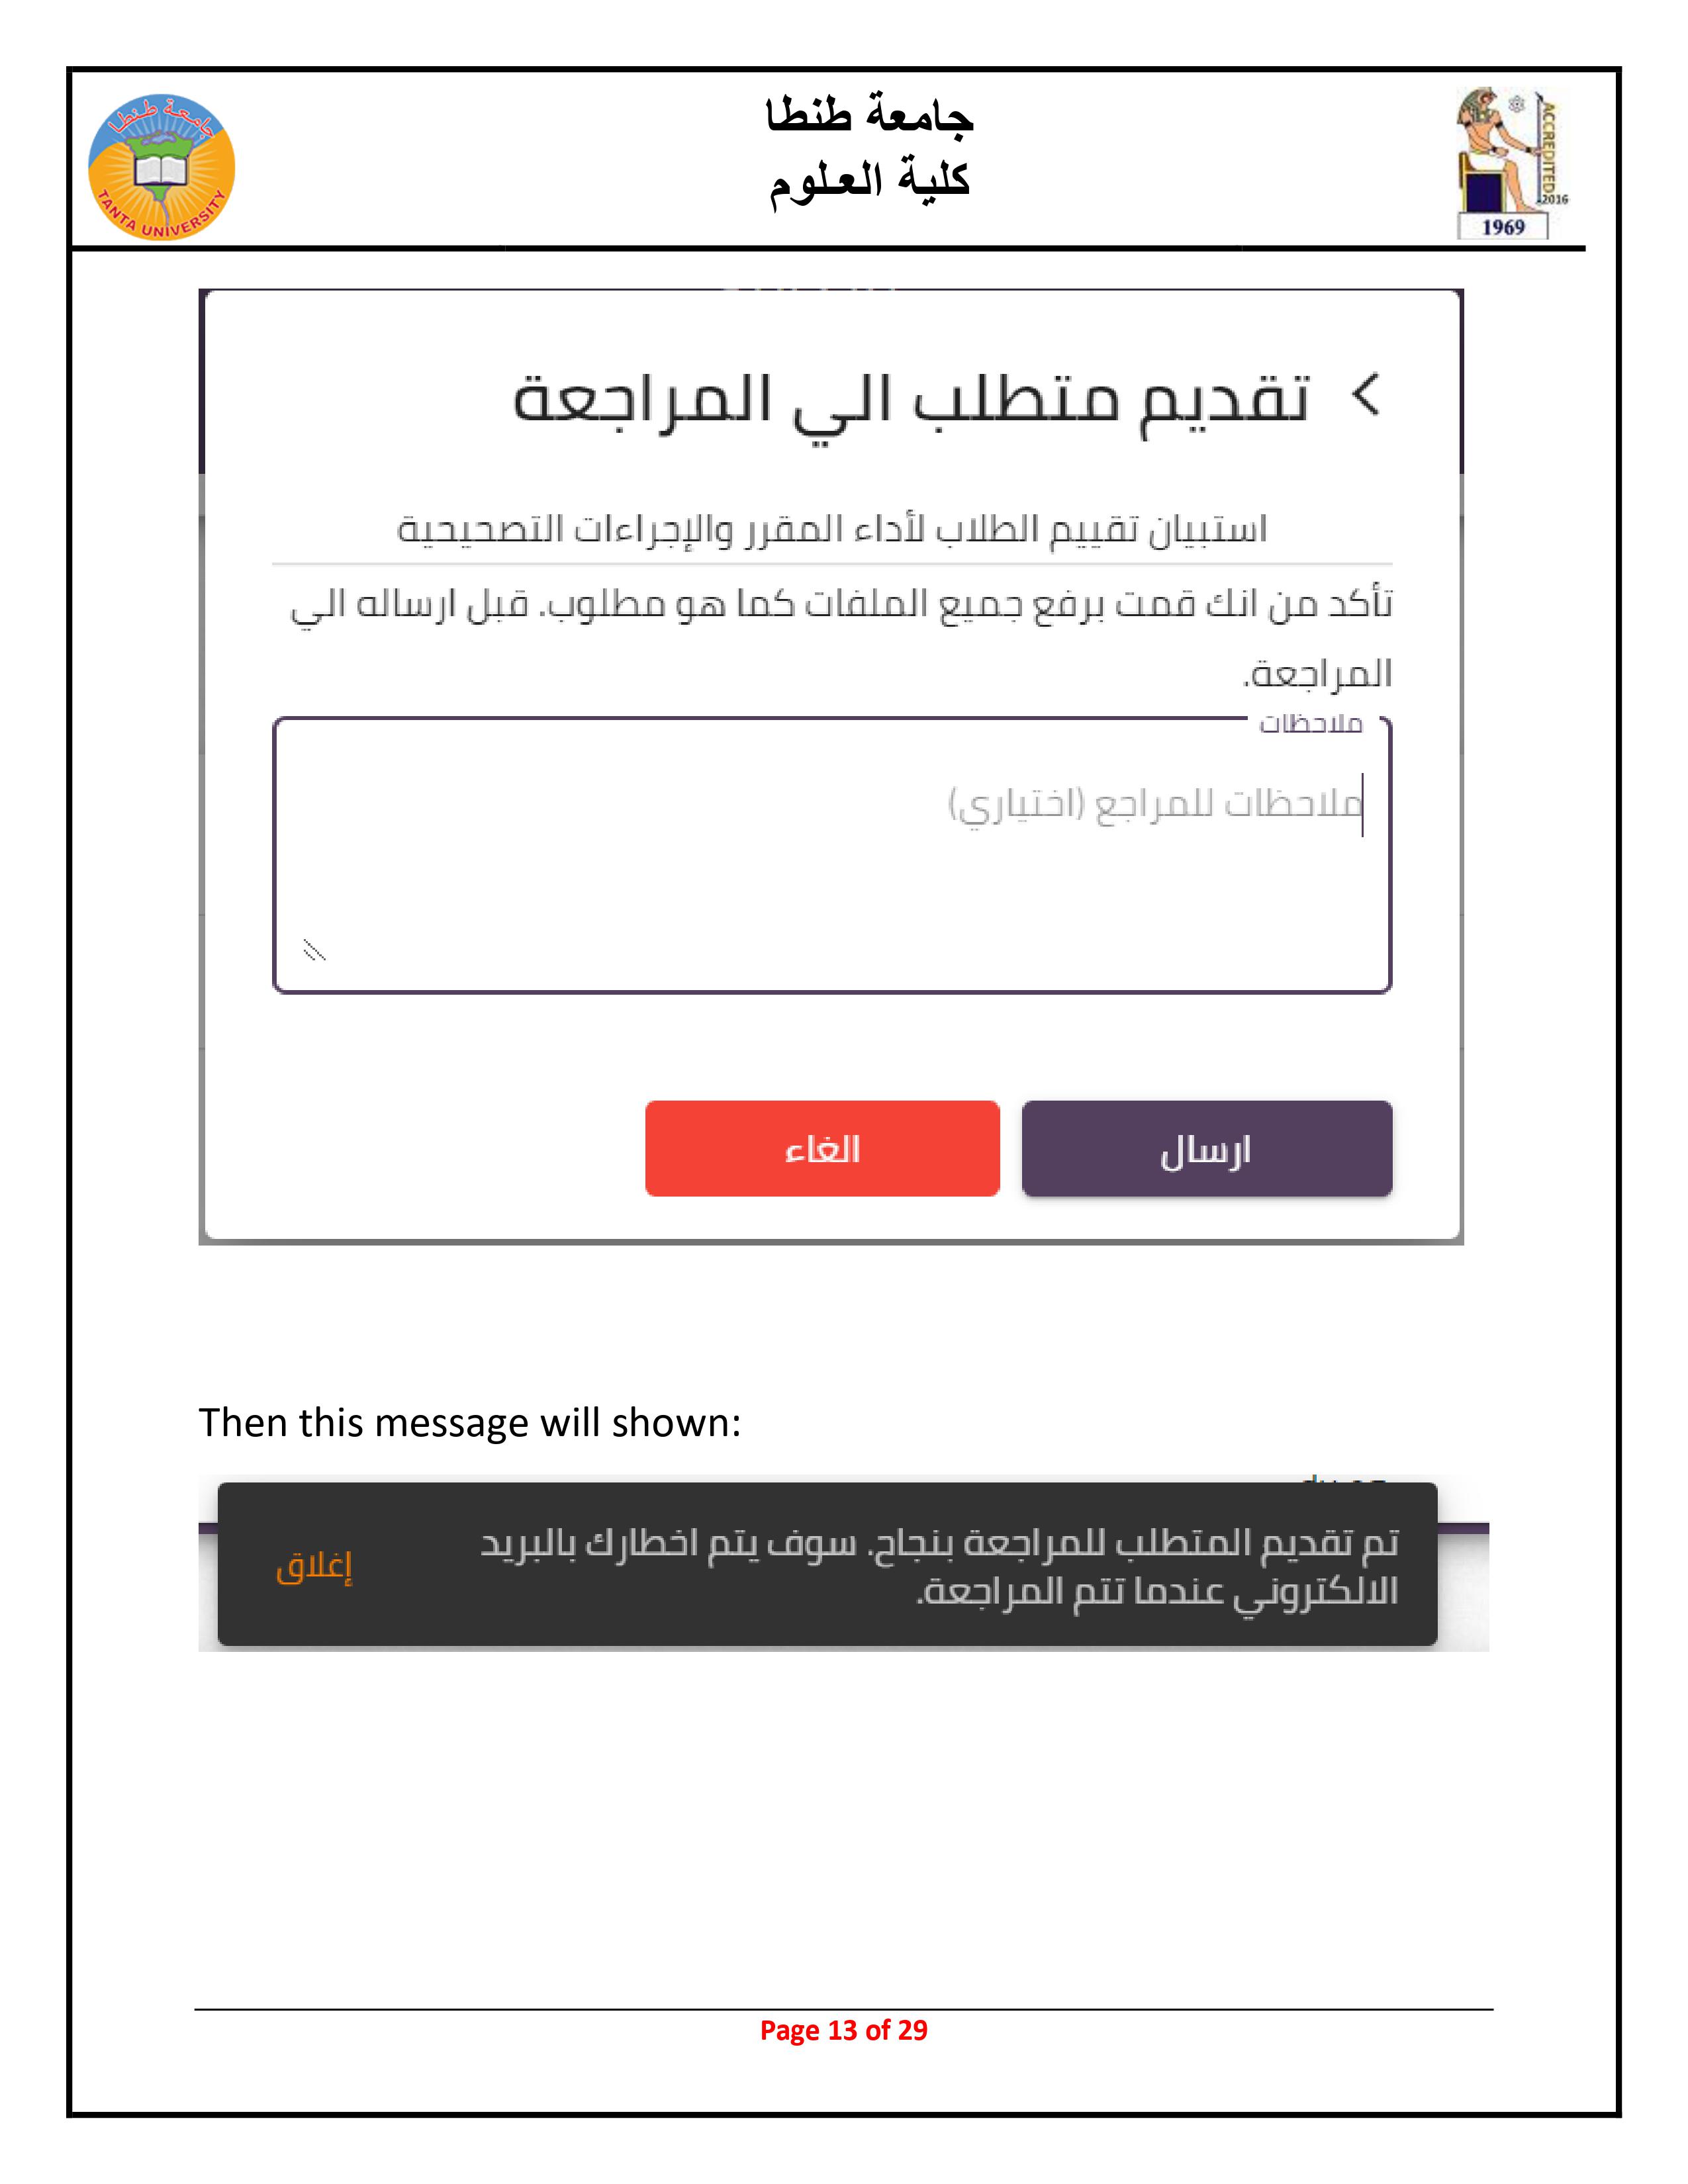 جامعة طنطا
كلية العلوم
جامعة طنطا
TANTA UNIVERSITY
ACCREDITED
2016
1969
تقديم متطلب الي المراجعة
استبيان تقييم الطلاب لأداء المقرر والإجراءات التصحيحية
تأكد من انك قمت برفع جميع الملفات كما هو مطلوب. قبل ارساله الي
المراجعة.
ملاحظات
ملاحظات للمراجع (اختياري)
ارسال
الغاء
Then this message will shown:
تم تقديم المتطلب للمراجعة بنجاح. سوف يتم اخطارك بالبريد
الالكتروني عندما تتم المراجعة.
إغلاق
Page 13 of 29